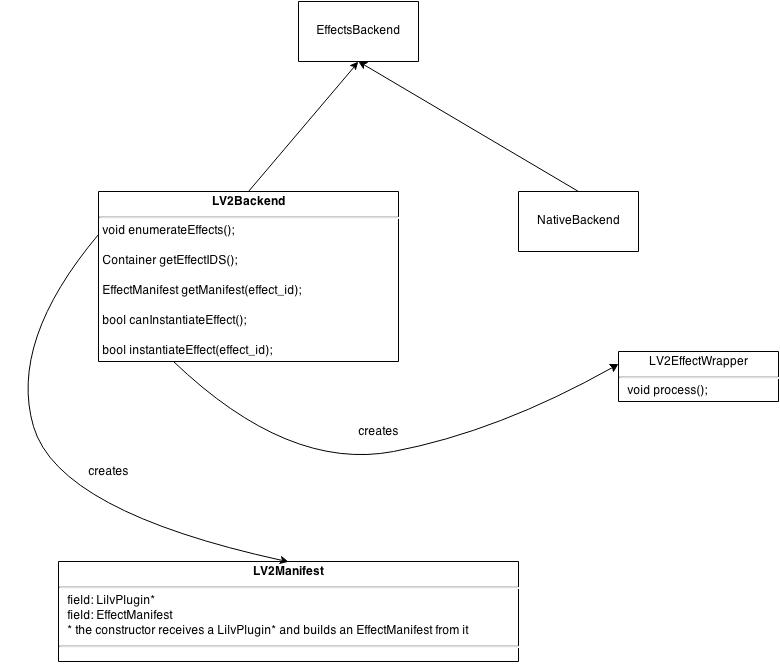 EffectsBackend
LV2Backend
void enumerateEffects();
Container getEffectIDS();
EffectManifest getManifest(effect_id);
bool canInstantiateEffect();
bool instantiateEffect(effect_id);
NativeBackend
LV2EffectWrapper
void process();
creates
creates
LV2Manifest
field: LilvPlugin*
field: EffectManifest
* the constructor receives a LilvPlugin* and builds an EffectManifest from it